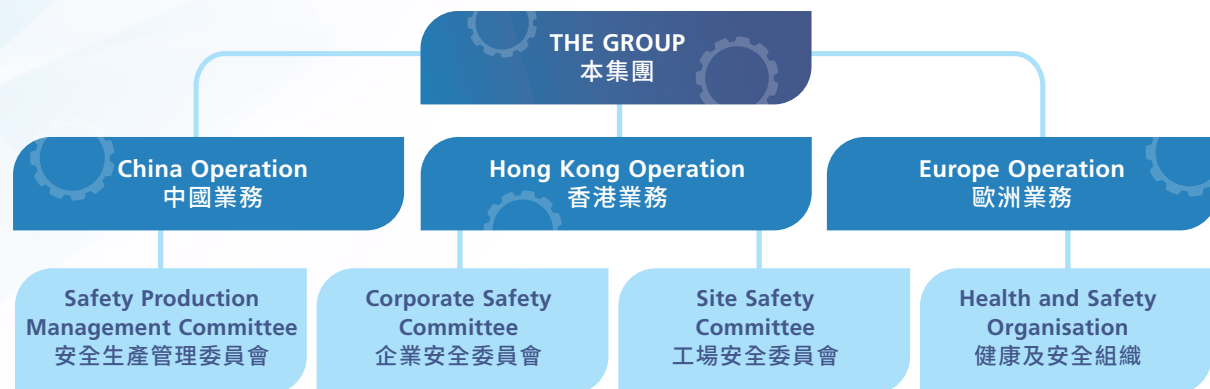 THE GROUP
本集團
China Operation
中國業務
Hong Kong Operation
香港業務
Europe Operation
歐洲業務
Safety Production
Management Committee
安全生產管理委員會
Corporate Safety
Committee
企業安全委員會
Site Safety
Committee
工場安全委員會
Health and Safety
Organisation
健康及安全組織